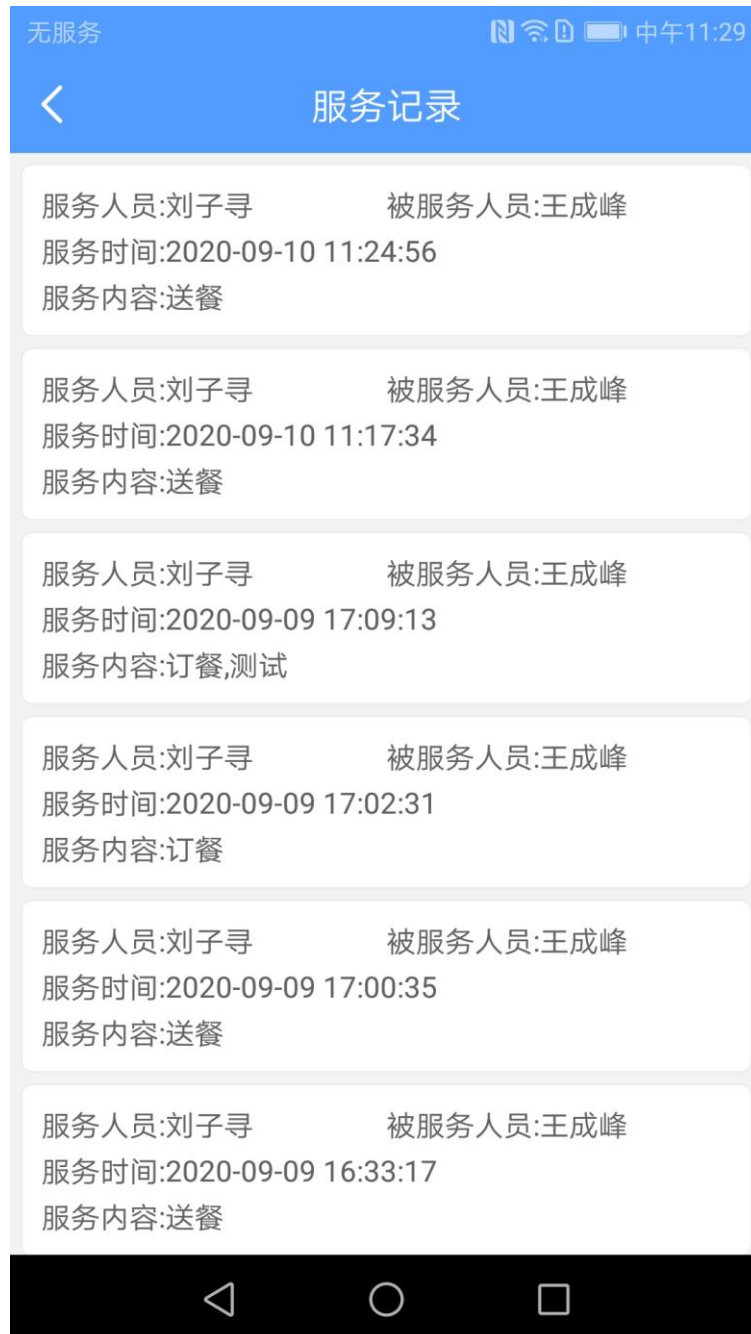 无服务 中午11:29
服务记录
服务人员:刘子寻 被服务人员:王成峰
服务时间:2020-09-10 11:24:56
服务内容:送餐
服务人员:刘子寻 被服务人员:王成峰
服务时间:2020-09-10 11:17:34
服务内容:送餐
服务人员:刘子寻 被服务人员:王成峰
服务时间:2020-09-09 17:09:13
服务内容:订餐,测试
服务人员:刘子寻 被服务人员:王成峰
服务时间:2020-09-09 17:02:31
服务内容:订餐
服务人员:刘子寻 被服务人员:王成峰
服务时间:2020-09-09 17:00:35
服务内容:送餐
服务人员:刘子寻 被服务人员:王成峰
服务时间:2020-09-09 16:33:17
服务内容:送餐